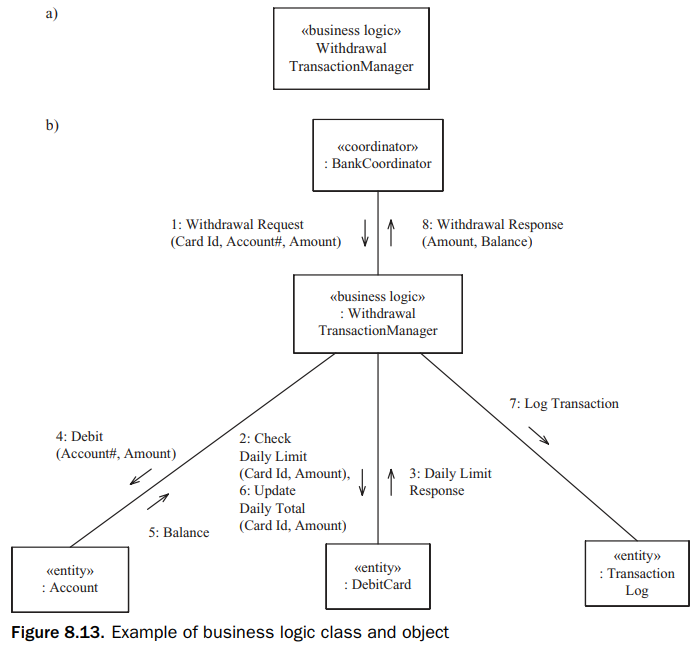 a)
«business logic»
Withdrawal
TransactionManager
b)
«coordinator»
: BankCoordinator
1: Withdrawal Request
(Card Id, Account#, Amount)
8: Withdrawal Response
(Amount, Balance)
«business logic»
: Withdrawal
TransactionManager
7: Log Transaction
4: Debit
(Account#, Amount)
2: Check
Daily Limit
(Card Id, Amount),
6: Update
Daily Total
(Card Id, Amount)
3: Daily Limit
Response
5: Balance
«entity»
: Account
«entity»
: DebitCard
«entity»
: Transaction
Log
Figure 8.13. Example of business logic class and object